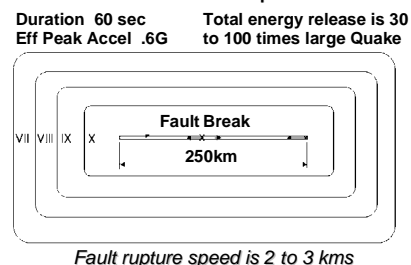 Duration 60 sec
Eff Peak Accel .6G
Total energy release is 30
to 100 times large Quake
Fault Break
VII VIII IX X
X
250km
Fault rupture speed is 2 to 3 kms